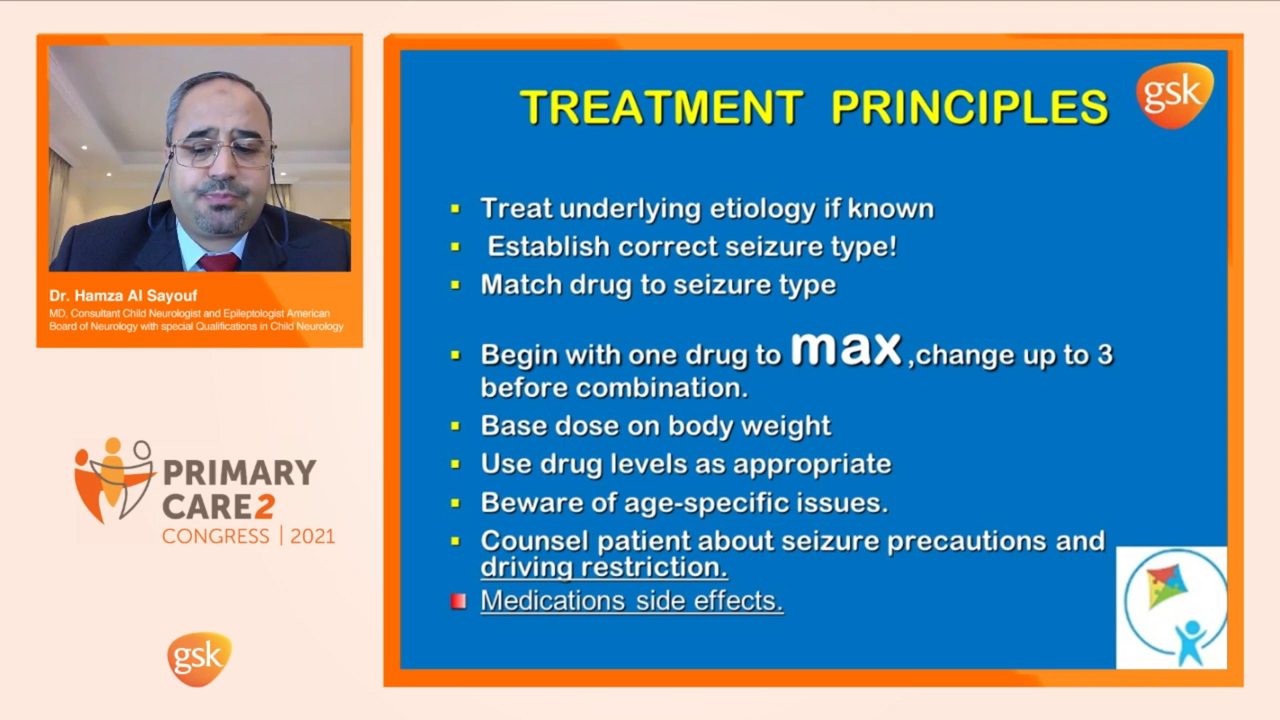 Dr. Hamza Al Sayouf
MD, Consultant Child Neurologist and Epileptologist American
Board of Neurology with special Qualifications in Child Neurology
PRIMARY
CARE2
CONGRESS | 2021
gsk
TREATMENT PRINCIPLES
gsk
▪ Treat underlying etiology if known
▪ Establish correct seizure type!
▪ Match drug to seizure type
▪ Begin with one drug to max ,change up to 3
before combination.
▪ Base dose on body weight
▪ Use drug levels as appropriate
▪ Beware of age-specific issues.
▪ Counsel patient about seizure precautions and
driving restriction.
▪ Medications side effects.